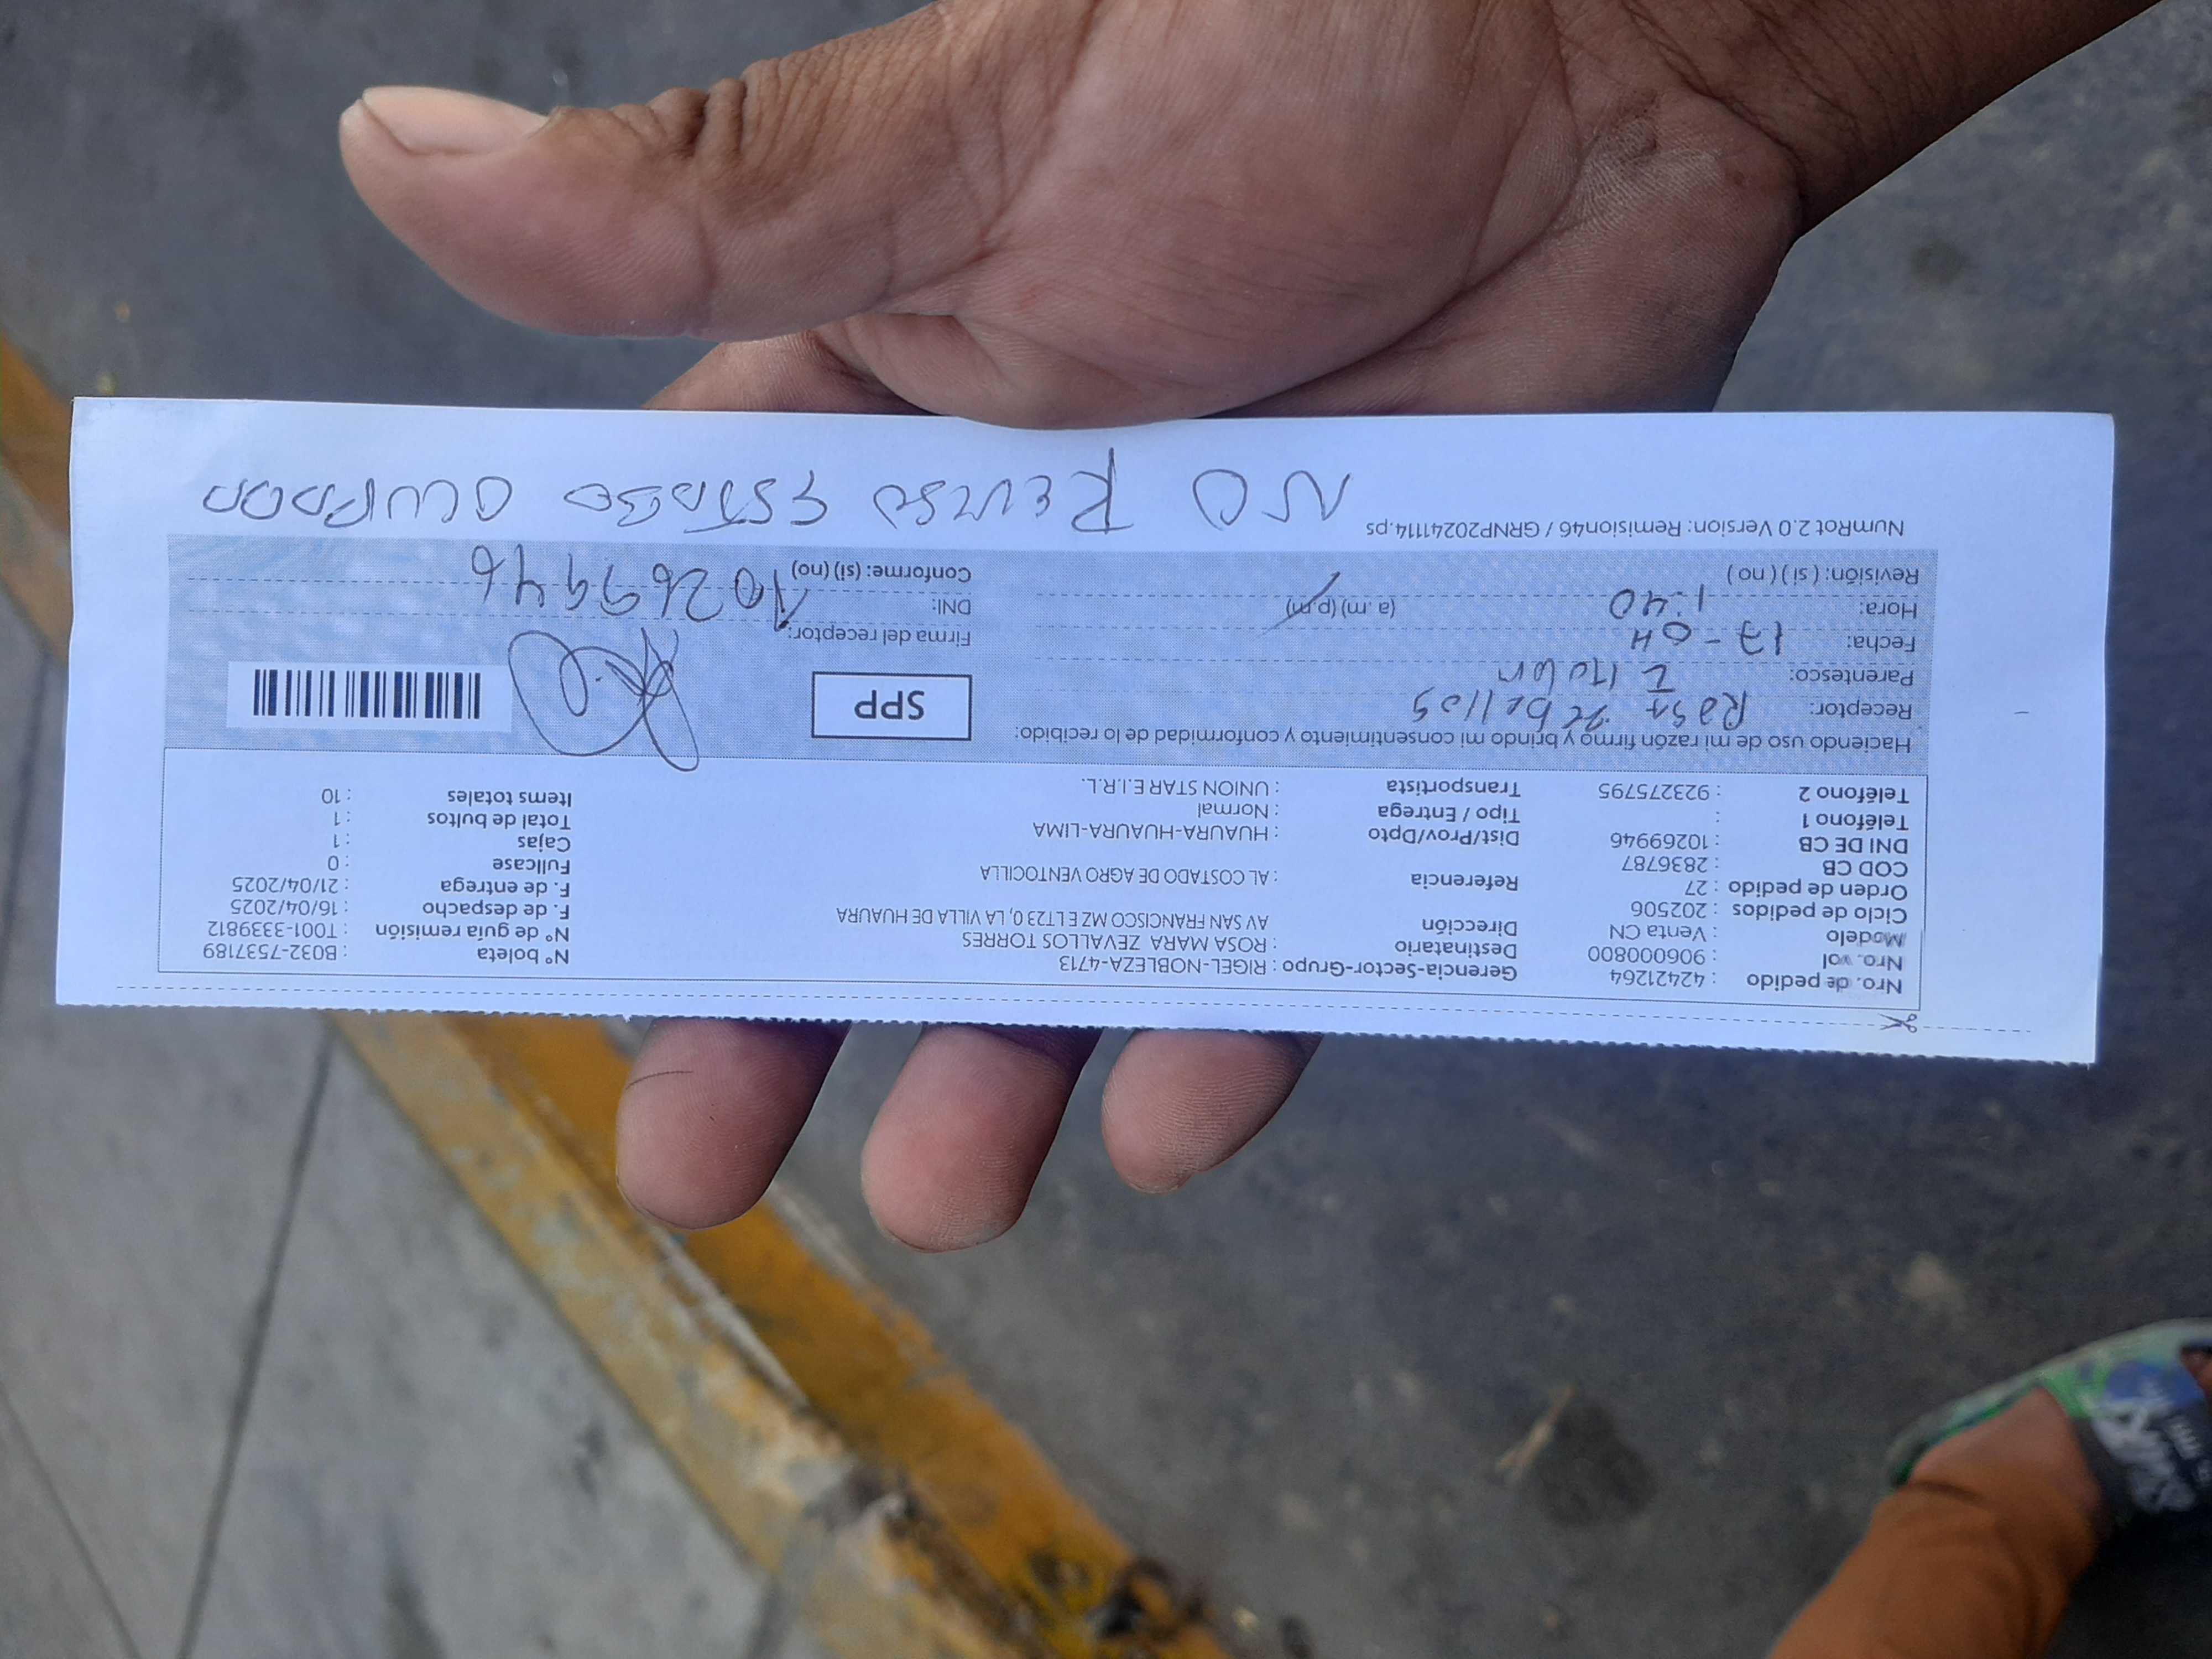 Nro. de pedido : 42421264 Gerencia-Sector-Grupo : RIGEL-NOBLEZA-4713 N° boleta : B032-7537189
Nro. vol : 906000800 Destinatario : ROSA MARA ZEVALLOS TORRES N° de guía remisión : T001-3339812
Modelo : Venta CN Dirección AV SAN FRANCISCO MZ E LT23 0, LA VILLA DE HUAURA F. de despacho : 16/04/2025
Ciclo de pedidos : 202506 F. de entrega : 21/04/2025
Orden de pedido : 27 Referencia : AL COSTADO DE AGRO VENTOCILLA Fullcase : 0
COD CB : 2836787 Cajas : 1
DNI DE CB : 10269946 Dist/Prov/Dpto : HUAURA-HUAURA-LIMA Total de bultos : 1
Teléfono 1 : Tipo / Entrega : Normal Items totales : 10
Teléfono 2 : 923275795 Transportista : UNION STAR E.I.R.L.
Haciendo uso de mi razón firmo y brindo mi consentimiento y conformidad de lo recibido:
Receptor: Rosa SPP
Parentesco:
Fecha: 17-04 Firma del receptor:
Hora: 1:40 (a. m) (p.m) DNI: 10269946
Revisión: ( si ) ( no ) Conforme: (si) (no)
NumRot 2.0 Version: Remision46 / GRNP20241114.ps
NO REVISO ESTABA OCUPADA